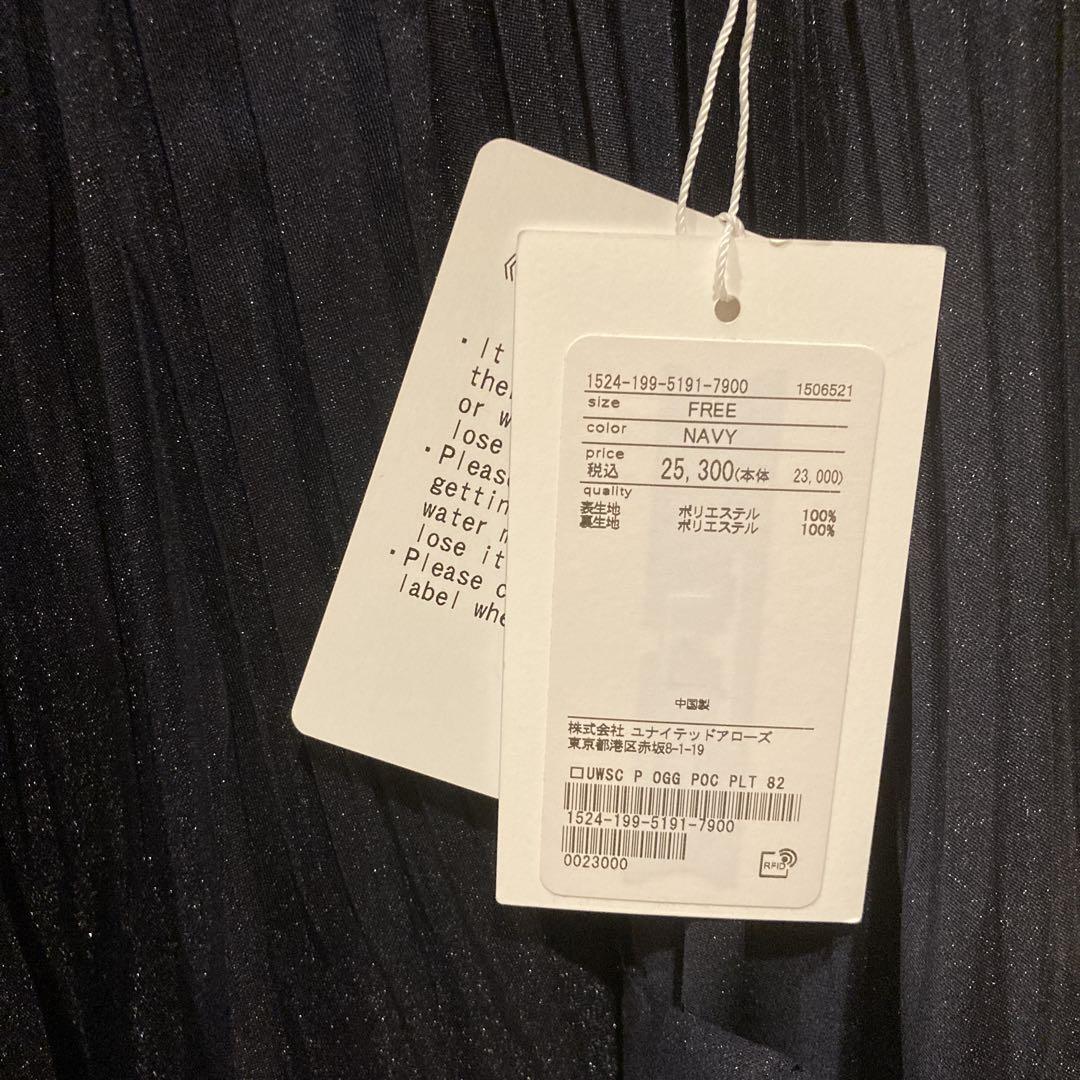 ・It
the
or w
lose
・Pleas
gettin
water m
lose it
・Please c
label whe
1524-199-5191-7900 1506521
size FREE
color NAVY
price
税込 25,300(本体 23,000)
quality
表生地 ポリエステル 100%
裏生地 ポリエステル 100%
中国製
株式会社 ユナイテッドアローズ
東京都港区赤坂8-1-19
□UWSC P OGG POC PLT 82
1524-199-5191-7900
0023000
RFID